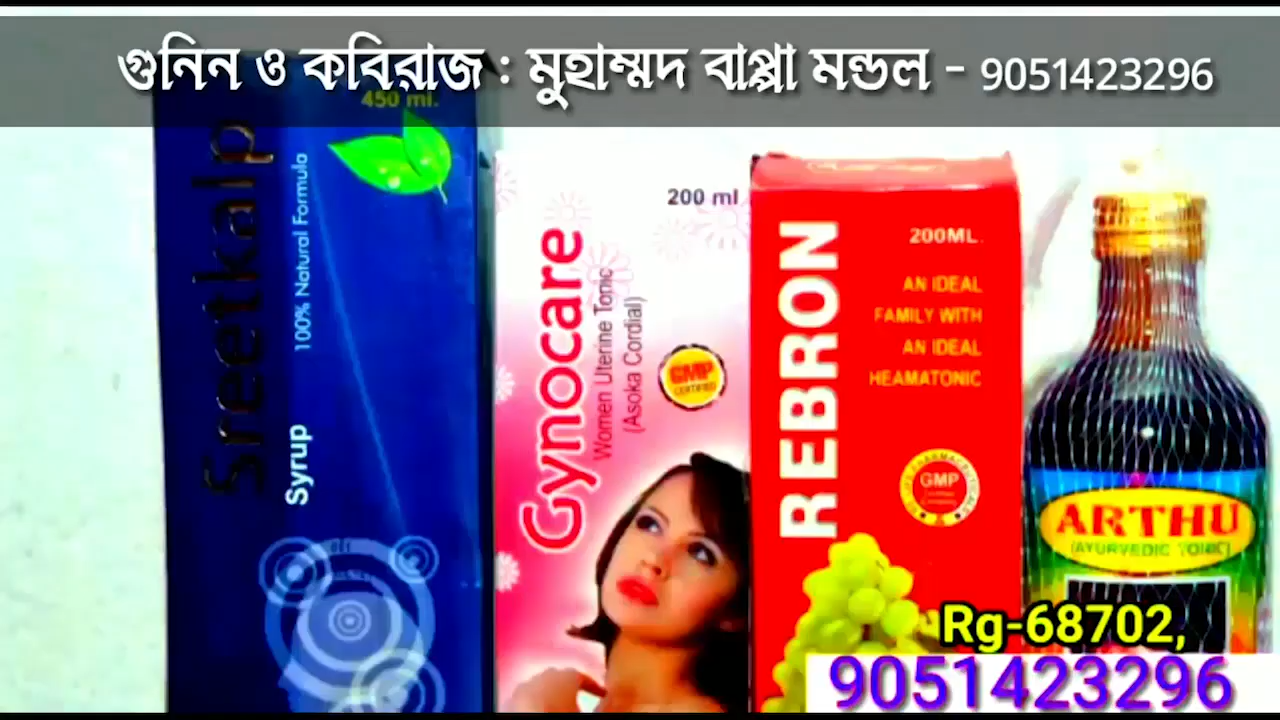 গুনিন ও কবিরাজ : মুহাম্মদ বাপ্পা মন্ডল - 9051423296
450 ml.
Sreetkalp
Syrup 100% Natural Formula
200 ml
Gynocare
Women Uterine Tonic
(Asoka Cordial)
GMP
CERTIFIED
REBRON
200ML.
AN IDEAL
FAMILY WITH
AN IDEAL
HEAMATONIC
GMP
ARTHU
(AYURVEDIC TONIC)
Rg-68702,
9051423296